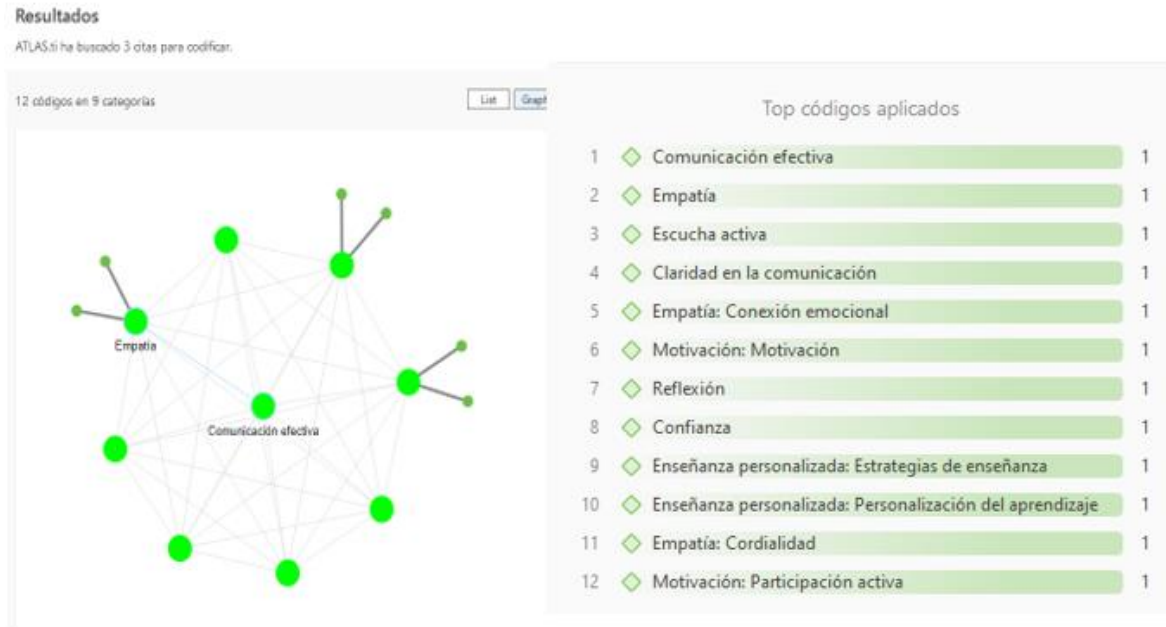 Resultados
ATLAS.ti ha buscado 3 citas para codificar.
12 códigos en 9 categorías
List
Graph
Empatía
Comunicación efectiva
Top códigos aplicados
1 Comunicación efectiva 1
2 Empatía 1
3 Escucha activa 1
4 Claridad en la comunicación 1
5 Empatía: Conexión emocional 1
6 Motivación: Motivación 1
7 Reflexión 1
8 Confianza 1
9 Enseñanza personalizada: Estrategias de enseñanza 1
10 Enseñanza personalizada: Personalización del aprendizaje 1
11 Empatía: Cordialidad 1
12 Motivación: Participación activa 1